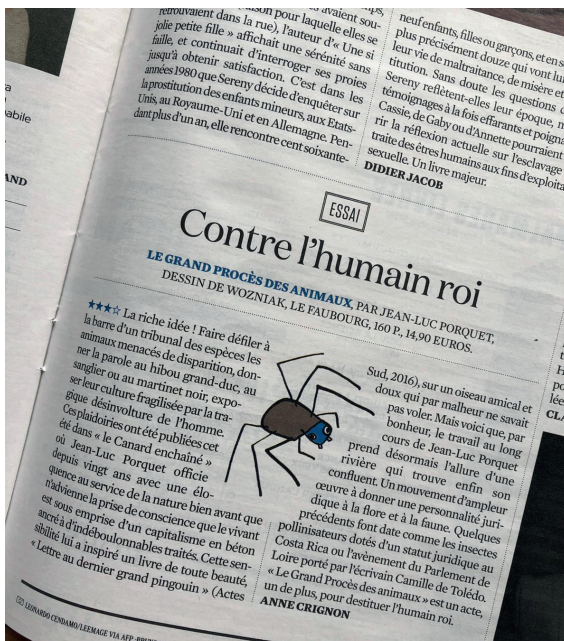 abile
AND
avaient sou-
retrouvaient dans la rue), l'auteur d'« Une si
jolie petite fille » affichait une sérénité sans
faille, et continuait d'interroger ses proies
jusqu'à obtenir satisfaction. C'est dans les
années 1980 que Sereny décide d'enquêter sur
la prostitution des enfants mineurs, aux Etats-
Unis, au Royaume-Uni et en Allemagne. Pen-
dant plus d'un an, elle rencontre cent soixante-
neuf enfants, filles ou garçons, et en s
plus précisément douze qui vont lui
leur vie de maltraitance, de misère et
titution. Sans doute les questions d
Sereny reflètent-elles leur époque, m
témoignages à la fois effarants et poigna
Cassie, de Gaby ou d'Annette pourraient
rir la réflexion actuelle sur l'esclavage
traite des êtres humains aux fins d'exploita
sexuelle. Un livre majeur.
DIDIER JACOB
ESSAI
Contre l'humain roi
LE GRAND PROCÈS DES ANIMAUX, PAR JEAN-LUC PORQUET,
DESSIN DE WOZNIAK, LE FAUBOURG, 160 P., 14,90 EUROS.
★★★☆ La riche idée ! Faire défiler à
la barre d'un tribunal des espèces les
animaux menacés de disparition, don-
ner la parole au hibou grand-duc, au
sanglier ou au martinet noir, expo-
ser leur culture fragilisée par la tra-
gique désinvolture de l'homme.
Ces plaidoiries ont été publiées cet
été dans « le Canard enchaîné »
où Jean-Luc Porquet officie
depuis vingt ans avec une élo-
quence au service de la nature bien avant que
n'advienne la prise de conscience que le vivant
est sous emprise d'un capitalisme en béton
ancré à d'indéboulonnables traités. Cette sen-
sibilité lui a inspiré un livre de toute beauté,
« Lettre au dernier grand pingouin » (Actes
Sud, 2016), sur un oiseau amical et
doux qui par malheur ne savait
pas voler. Mais voici que, par
bonheur, le travail au long
cours de Jean-Luc Porquet
prend désormais l'allure d'une
rivière qui trouve enfin son
confluent. Un mouvement d'ampleur
œuvre à donner une personnalité juri-
dique à la flore et à la faune. Quelques
précédents font date comme les insectes
pollinisateurs dotés d'un statut juridique au
Costa Rica ou l'avènement du Parlement de
Loire porté par l'écrivain Camille de Tolédo.
« Le Grand Procès des animaux » est un acte,
un de plus, pour destituer l'humain roi.
ANNE CRIGNON
LEONARDO CENDAMO/LEEMAGE VIA AFP